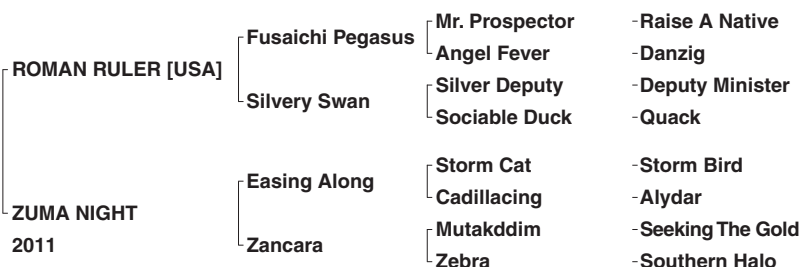 Mr. Prospector -Raise A Native
Fusaichi Pegasus
Angel Fever -Danzig
ROMAN RULER [USA]
Silver Deputy -Deputy Minister
Silvery Swan
Sociable Duck -Quack
Storm Cat -Storm Bird
Easing Along
Cadillacing -Alydar
ZUMA NIGHT
Mutakddim -Seeking The Gold
2011 Zancara
Zebra -Southern Halo